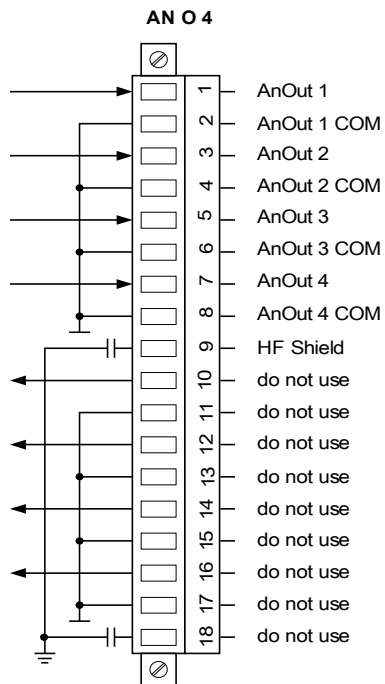 AN O 4
1 AnOut 1
2 AnOut 1 COM
3 AnOut 2
4 AnOut 2 COM
5 AnOut 3
6 AnOut 3 COM
7 AnOut 4
8 AnOut 4 COM
9 HF Shield
10 do not use
11 do not use
12 do not use
13 do not use
14 do not use
15 do not use
16 do not use
17 do not use
18 do not use